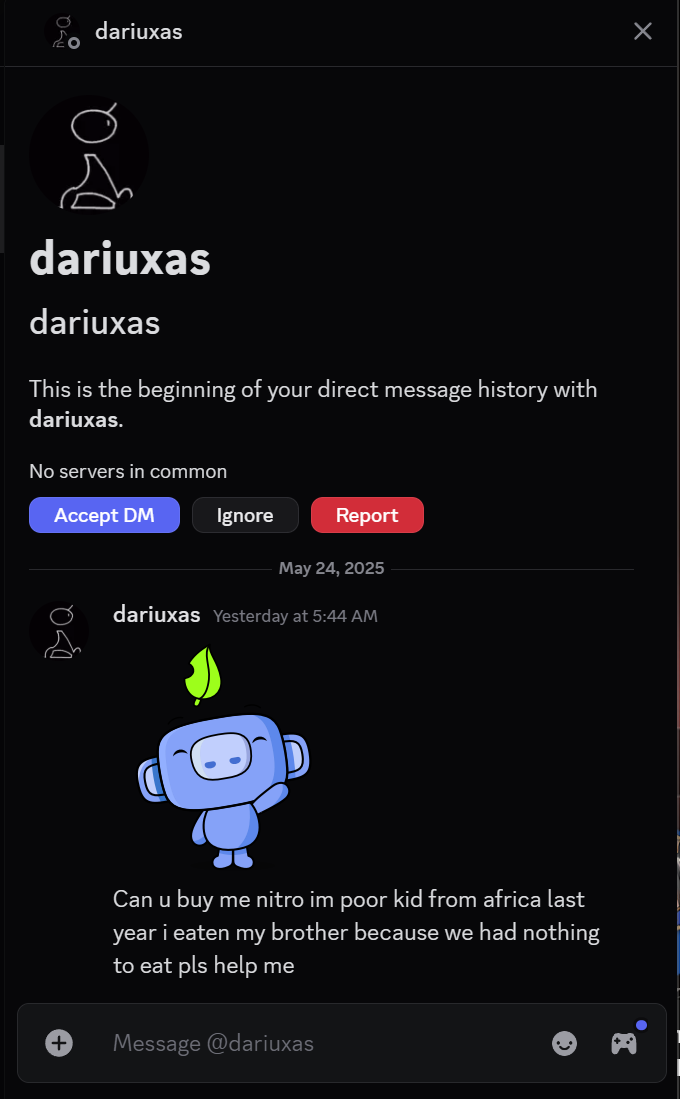 dariuxas
dariuxas
dariuxas
This is the beginning of your direct message history with
dariuxas.
No servers in common
Accept DM Ignore Report
May 24, 2025
dariuxas Yesterday at 5:44 AM
Can u buy me nitro im poor kid from africa last
year i eaten my brother because we had nothing
to eat pls help me
Message @dariuxas